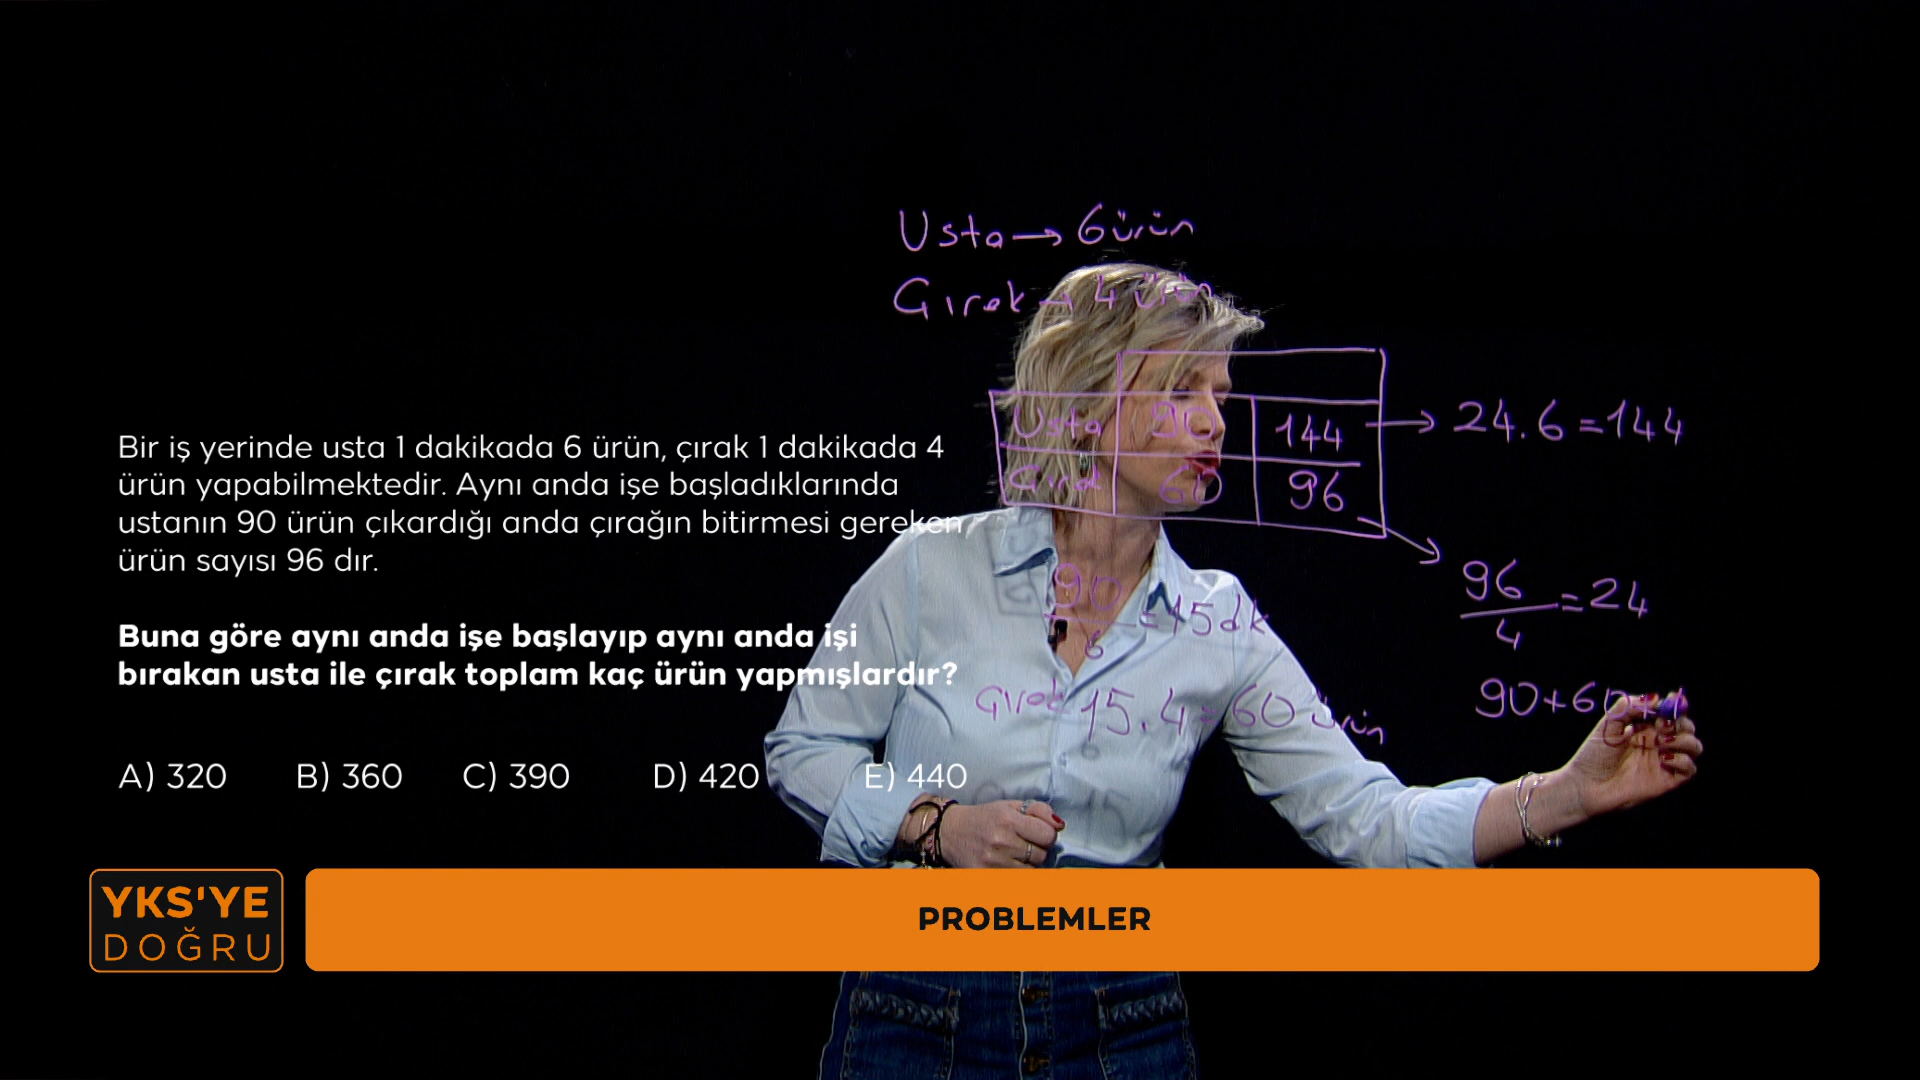 Usta → 6 ürün
Çırak → 4 ürün
Usta 90 144 → 24.6=144
Çırak 60 96
96/4 = 24
90/6 = 15 dk
Çırak 15.4=60 ürün
90+60+1
Bir iş yerinde usta 1 dakikada 6 ürün, çırak 1 dakikada 4
ürün yapabilmektedir. Aynı anda işe başladıklarında
ustanın 90 ürün çıkardığı anda çırağın bitirmesi gereken
ürün sayısı 96 dır.
Buna göre aynı anda işe başlayıp aynı anda işi
bırakan usta ile çırak toplam kaç ürün yapmışlardır?
A) 320 B) 360 C) 390 D) 420 E) 440
YKS'YE
DOĞRU
PROBLEMLER